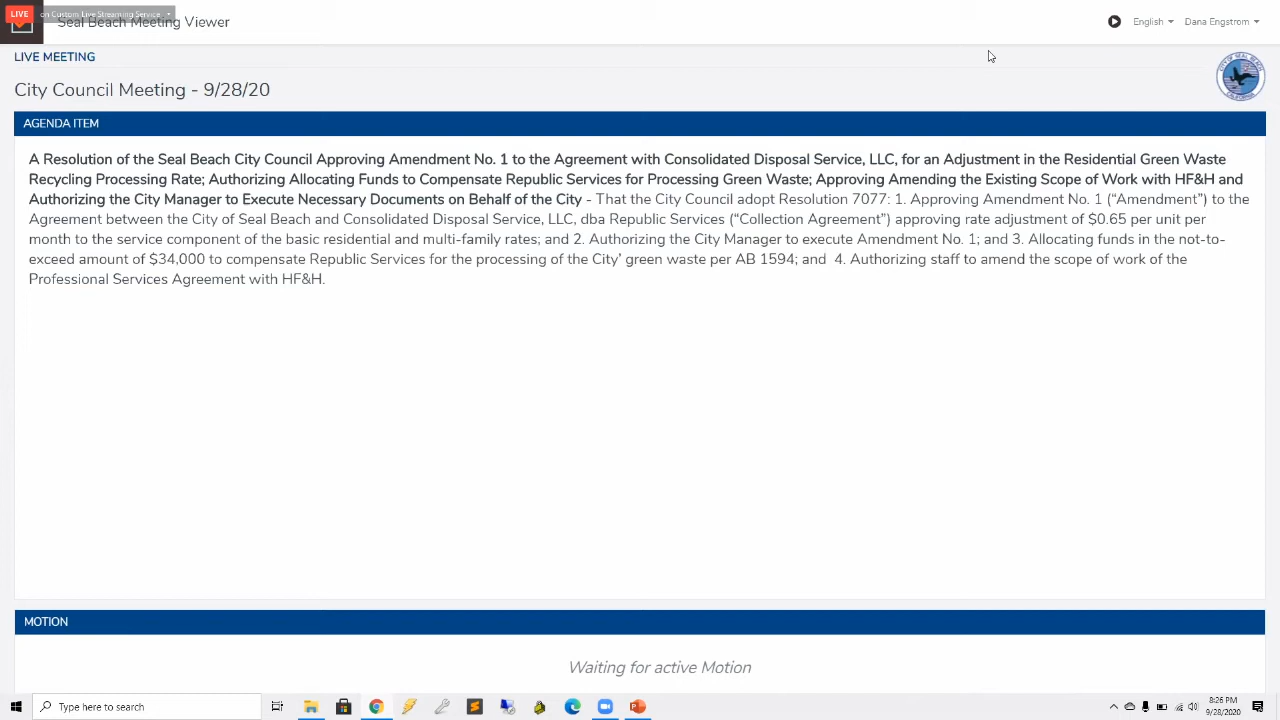 LIVE on Custom Live Streaming Service
Seal Beach Meeting Viewer
English Dana Engstrom
LIVE MEETING
City Council Meeting - 9/28/20
CITY OF SEAL BEACH
CALIFORNIA
AGENDA ITEM
A Resolution of the Seal Beach City Council Approving Amendment No. 1 to the Agreement with Consolidated Disposal Service, LLC, for an Adjustment in the Residential Green Waste
Recycling Processing Rate; Authorizing Allocating Funds to Compensate Republic Services for Processing Green Waste; Approving Amending the Existing Scope of Work with HF&H and
Authorizing the City Manager to Execute Necessary Documents on Behalf of the City - That the City Council adopt Resolution 7077: 1. Approving Amendment No. 1 (“Amendment”) to the
Agreement between the City of Seal Beach and Consolidated Disposal Service, LLC, dba Republic Services (“Collection Agreement”) approving rate adjustment of $0.65 per unit per
month to the service component of the basic residential and multi-family rates; and 2. Authorizing the City Manager to execute Amendment No. 1; and 3. Allocating funds in the not-to-
exceed amount of $34,000 to compensate Republic Services for the processing of the City’ green waste per AB 1594; and 4. Authorizing staff to amend the scope of work of the
Professional Services Agreement with HF&H.
MOTION
Waiting for active Motion
Type here to search
8:26 PM
9/28/2020